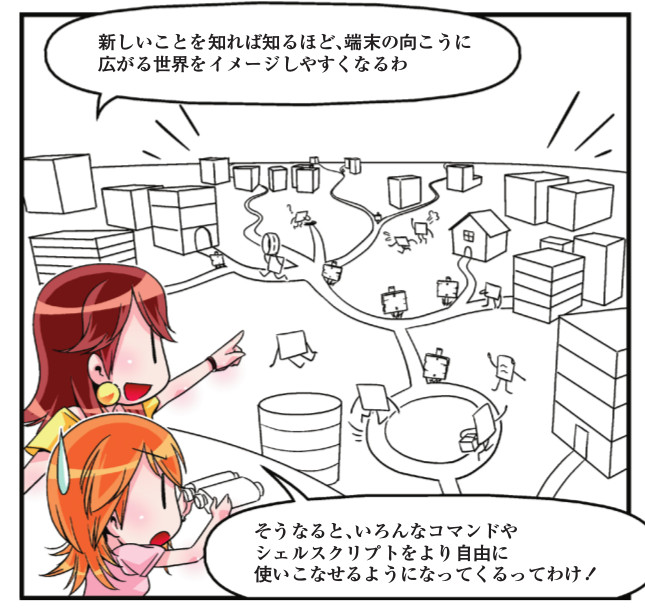 新しいことを知れば知るほど、端末の向こうに
広がる世界をイメージしやすくなるわ
そうなると、いろんなコマンドや
シェルスクリプトをより自由に
使いこなせるようになってくるってわけ！